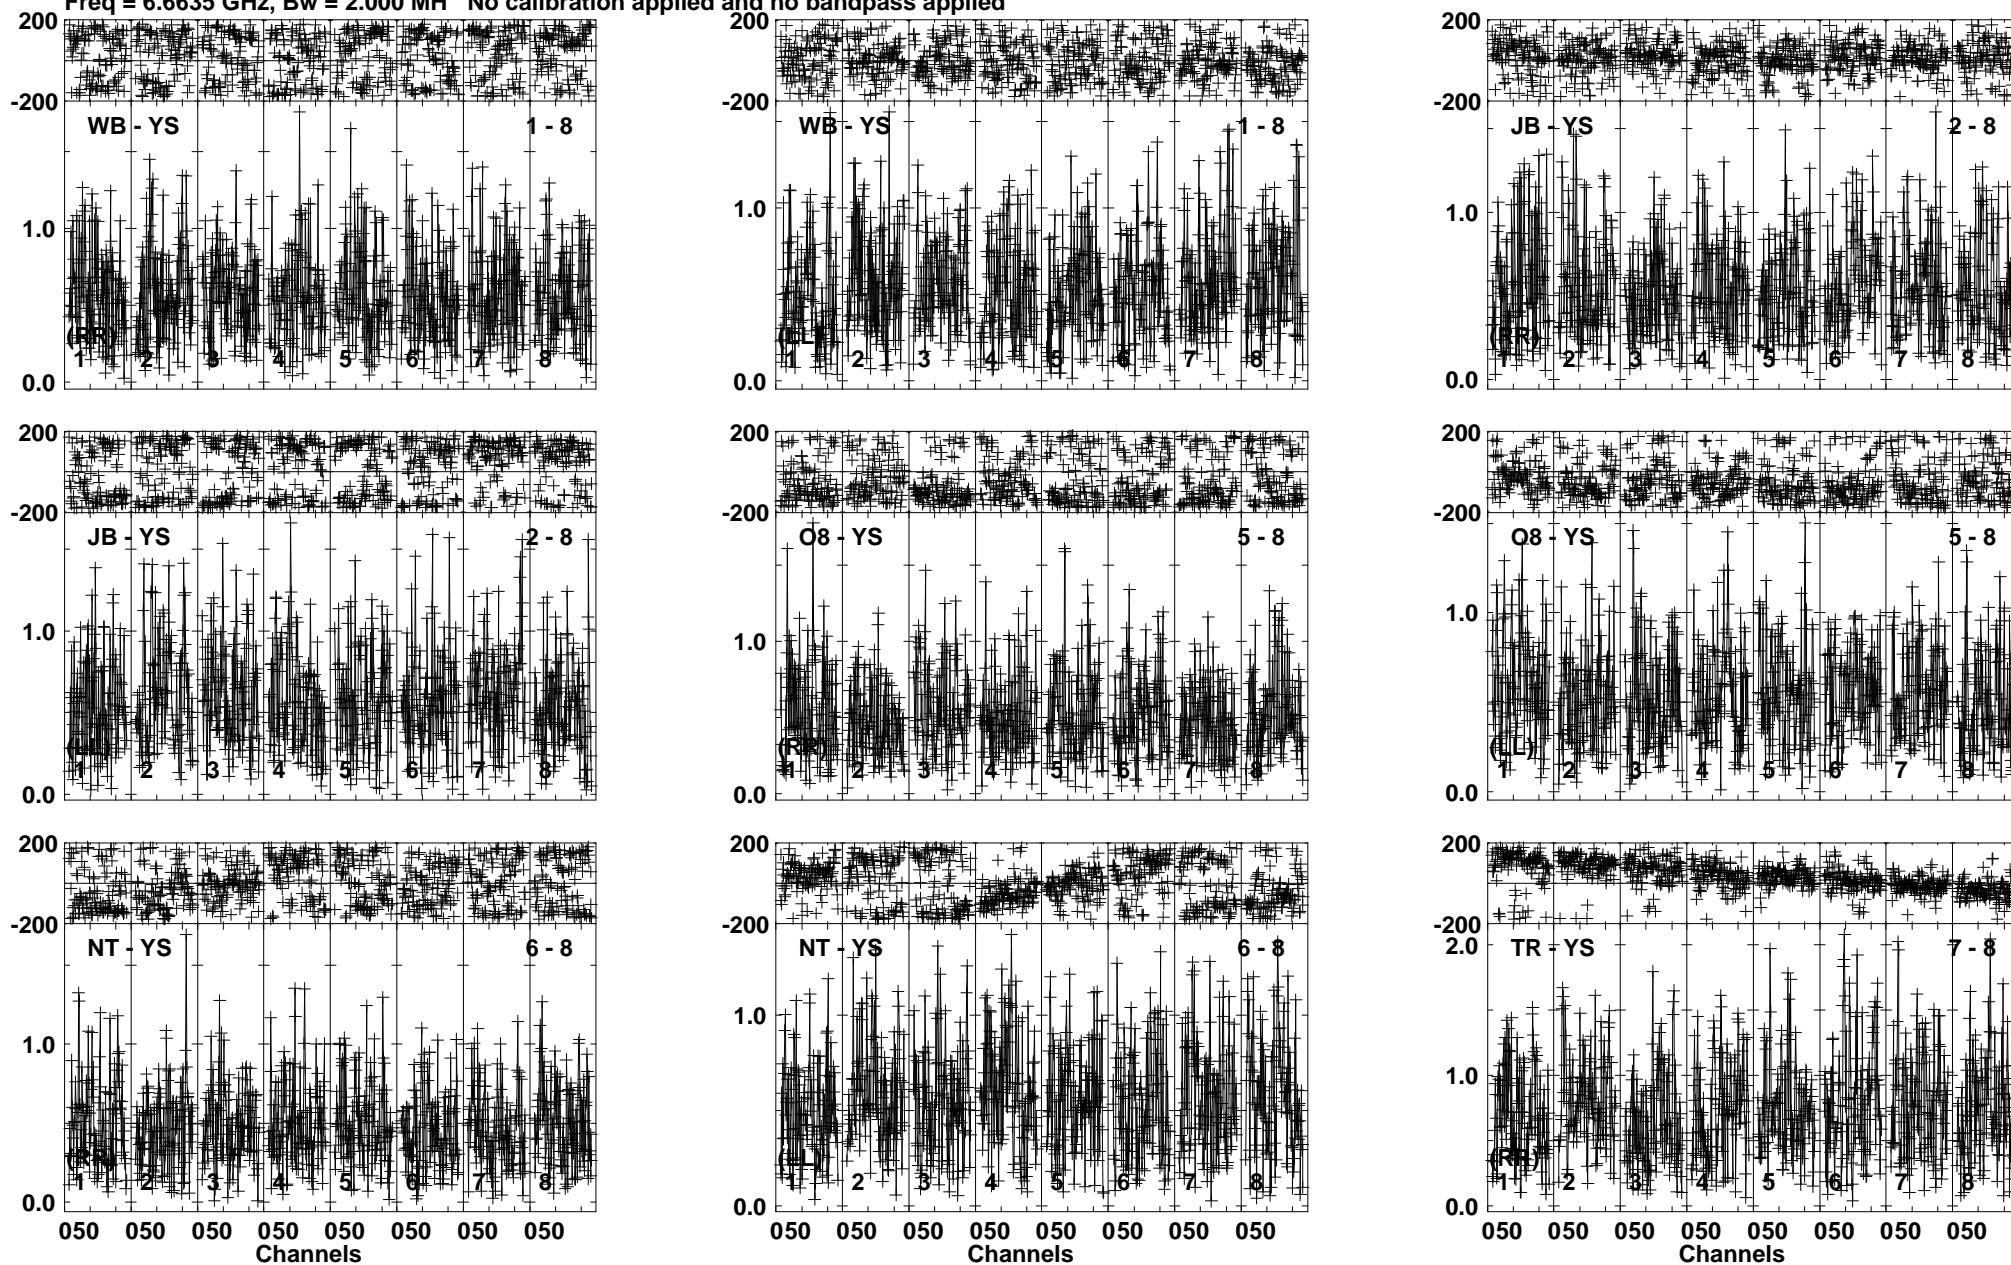 Freq = 6.6635 GHz, Bw = 2.000 MH No calibration applied and no bandpass applied
200 200 200
-200 -200 -200
WB - YS 1 - 8 WB - YS 1 - 8 JB - YS 2 - 8
1.0 1.0 1.0
(RR) (LL) (RR)
1 2 3 4 5 6 7 8 1 2 3 4 5 6 7 8 1 2 3 4 5 6 7 8
0.0 0.0 0.0
200 200 200
-200 -200 -200
JB - YS 2 - 8 O8 - YS 5 - 8 O8 - YS 5 - 8
1.0 1.0 1.0
(LL) (RR) (LL)
1 2 3 4 5 6 7 8 1 2 3 4 5 6 7 8 1 2 3 4 5 6 7 8
0.0 0.0 0.0
200 200 200
-200 -200 -200
NT - YS 6 - 8 NT - YS 6 - 8 TR - YS 7 - 8
2.0
1.0 1.0 1.0
(RR) (LL) (RR)
1 2 3 4 5 6 7 8 1 2 3 4 5 6 7 8 1 2 3 4 5 6 7 8
0.0 0.0 0.0
050 050 050 050 050 050 050 050 050 050 050 050 050 050 050 050 050 050 050 050 050 050 050 050
Channels Channels Channels